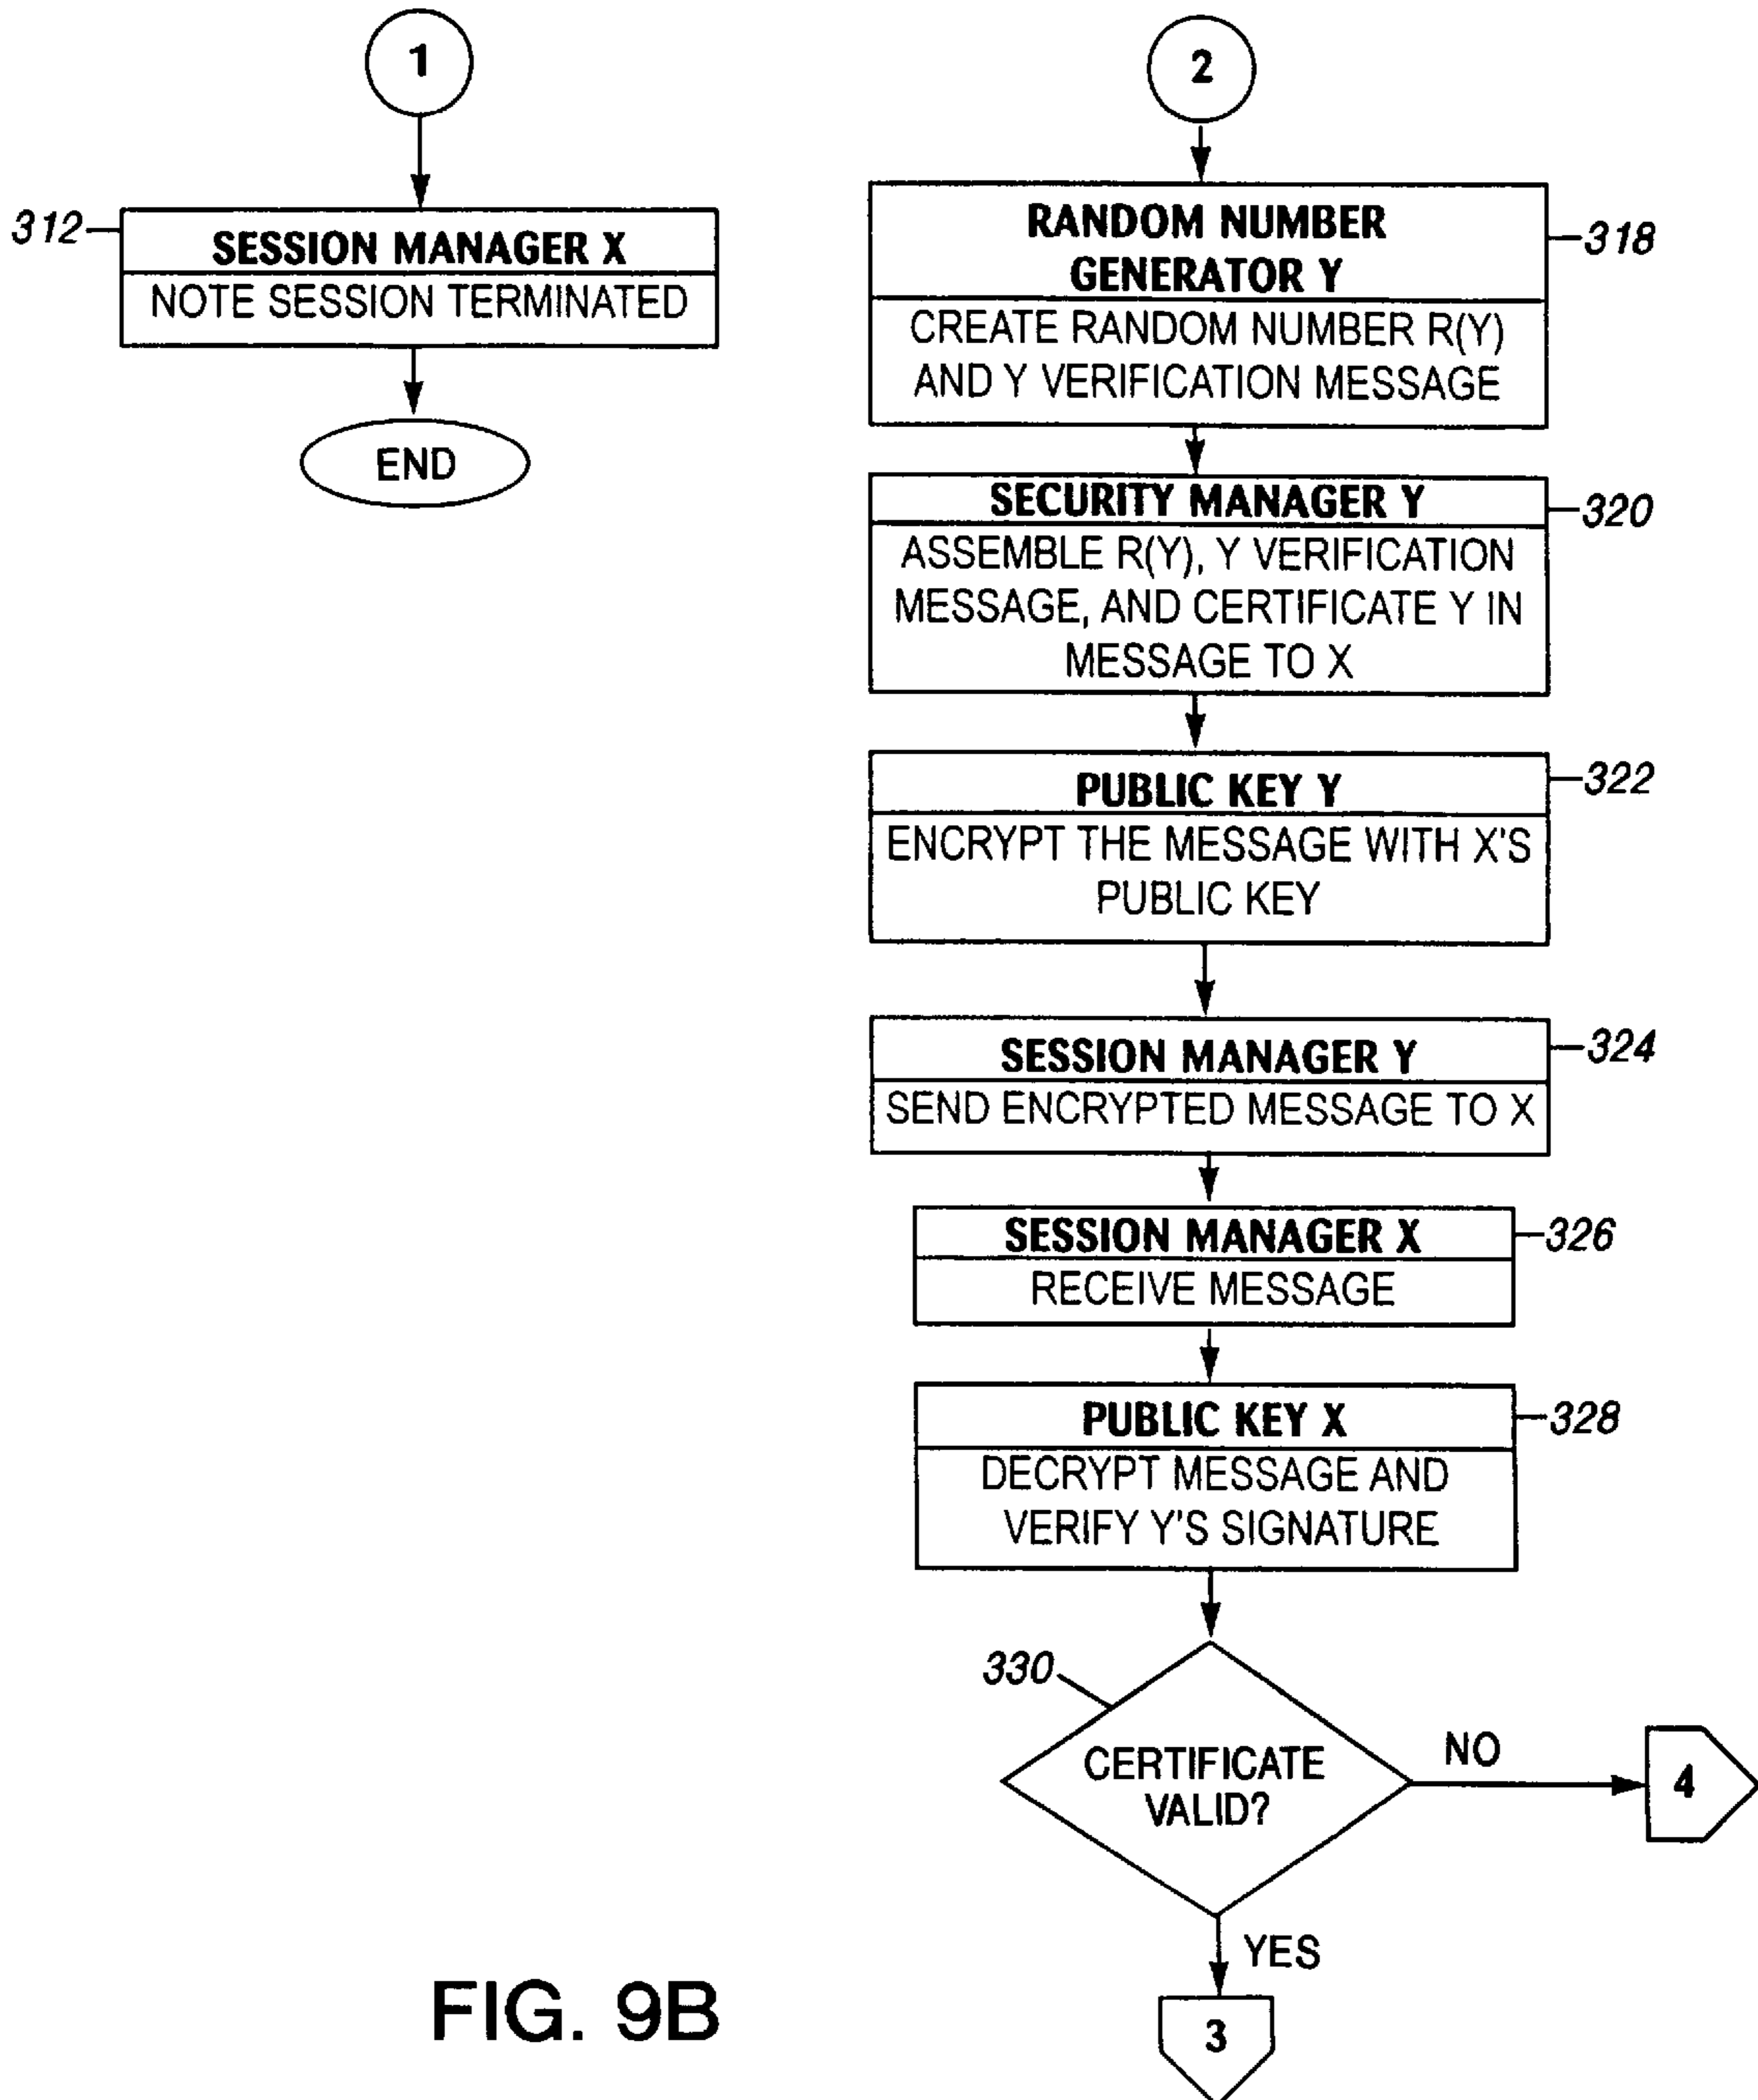 1
312
SESSION MANAGER X
NOTE SESSION TERMINATED
END
2
RANDOM NUMBER
GENERATOR Y
318
CREATE RANDOM NUMBER R(Y)
AND Y VERIFICATION MESSAGE
SECURITY MANAGER Y
320
ASSEMBLE R(Y), Y VERIFICATION
MESSAGE, AND CERTIFICATE Y IN
MESSAGE TO X
PUBLIC KEY Y
322
ENCRYPT THE MESSAGE WITH X'S
PUBLIC KEY
SESSION MANAGER Y
324
SEND ENCRYPTED MESSAGE TO X
SESSION MANAGER X
326
RECEIVE MESSAGE
PUBLIC KEY X
328
DECRYPT MESSAGE AND
VERIFY Y'S SIGNATURE
330
CERTIFICATE
VALID?
NO
4
YES
3
FIG. 9B